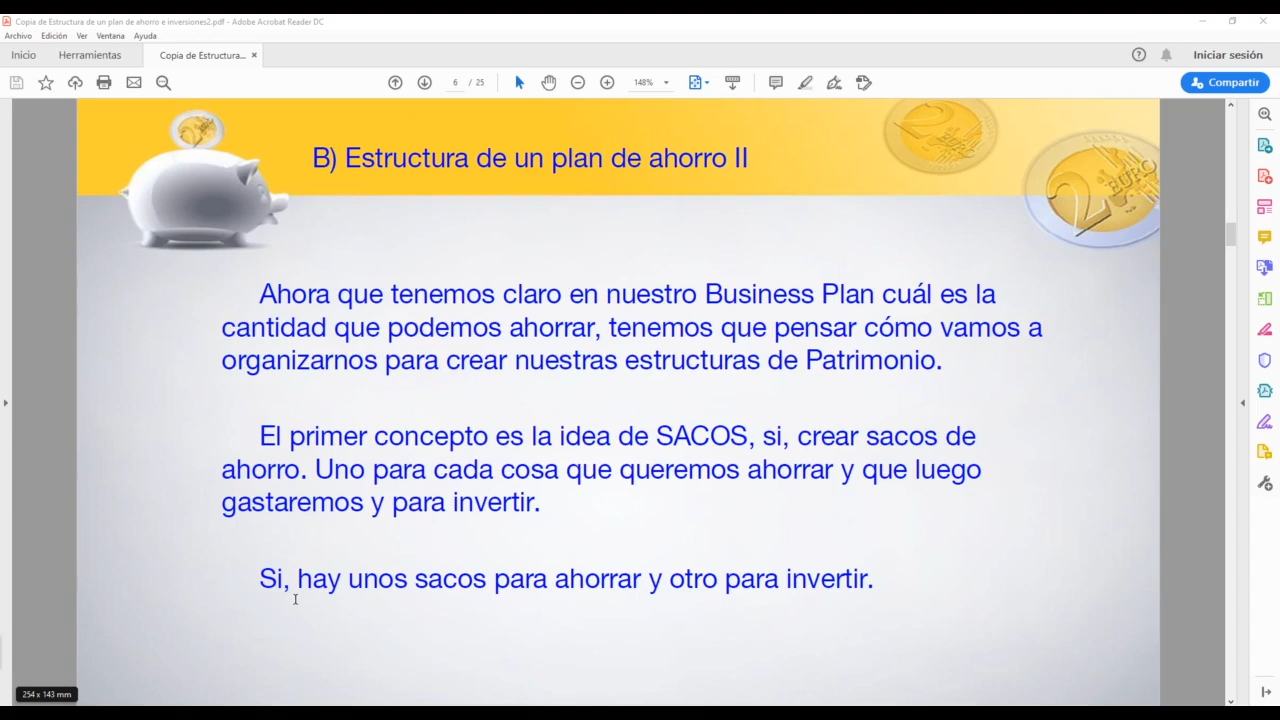 Copia de Estructura de un plan de ahorro e inversiones2.pdf - Adobe Acrobat Reader DC
Archivo Edición Ver Ventana Ayuda
Inicio Herramientas Copia de Estructura... × Iniciar sesión
6 / 25 148% Compartir
B) Estructura de un plan de ahorro II
2 EURO
2 EURO
Ahora que tenemos claro en nuestro Business Plan cuál es la
cantidad que podemos ahorrar, tenemos que pensar cómo vamos a
organizarnos para crear nuestras estructuras de Patrimonio.
El primer concepto es la idea de SACOS, si, crear sacos de
ahorro. Uno para cada cosa que queremos ahorrar y que luego
gastaremos y para invertir.
Si, hay unos sacos para ahorrar y otro para invertir.
254 x 143 mm